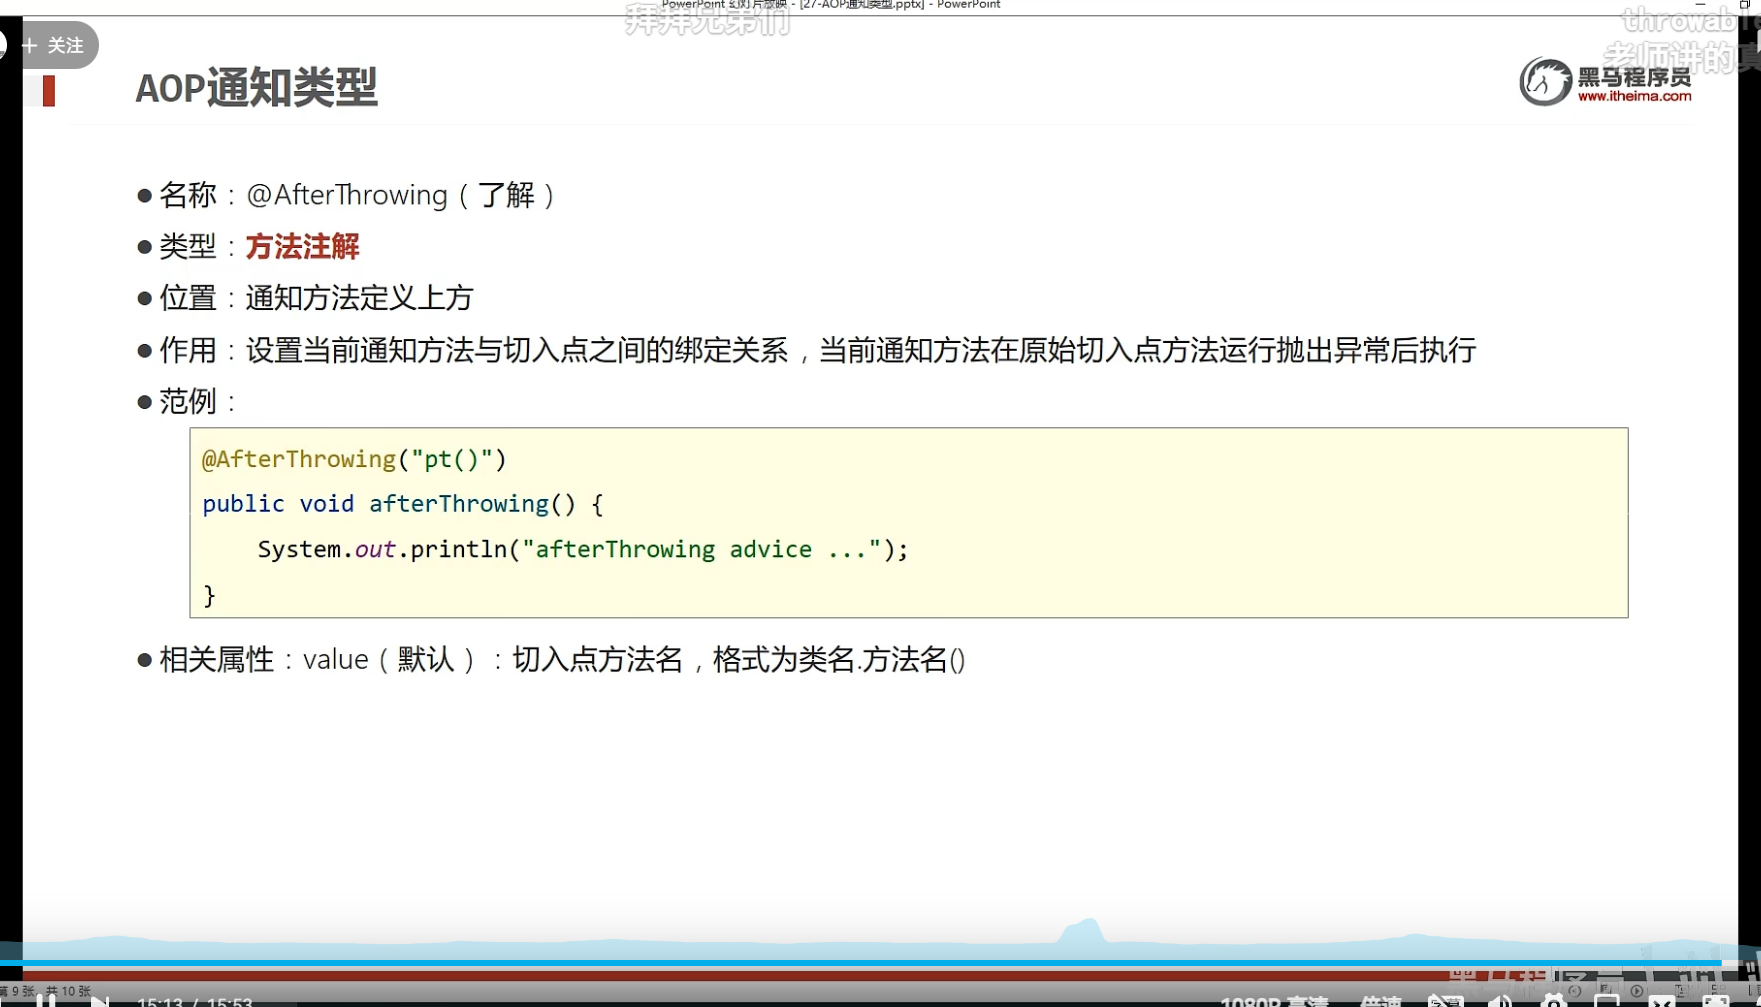 PowerPoint 幻灯片放映 - [27-AOP通知类型.pptx] - PowerPoint
拜拜兄弟们
throwable
+ 关注
老师讲的真
AOP通知类型
黑马程序员
www.itheima.com
● 名称：@AfterThrowing（了解）
● 类型：方法注解
● 位置：通知方法定义上方
● 作用：设置当前通知方法与切入点之间的绑定关系，当前通知方法在原始切入点方法运行抛出异常后执行
● 范例：
@AfterThrowing("pt()")
public void afterThrowing() {
    System.out.println("afterThrowing advice ...");
}
● 相关属性：value（默认）：切入点方法名，格式为类名.方法名()
第 9 张，共 10 张
15:13 / 15:53
1080P 高清
倍速